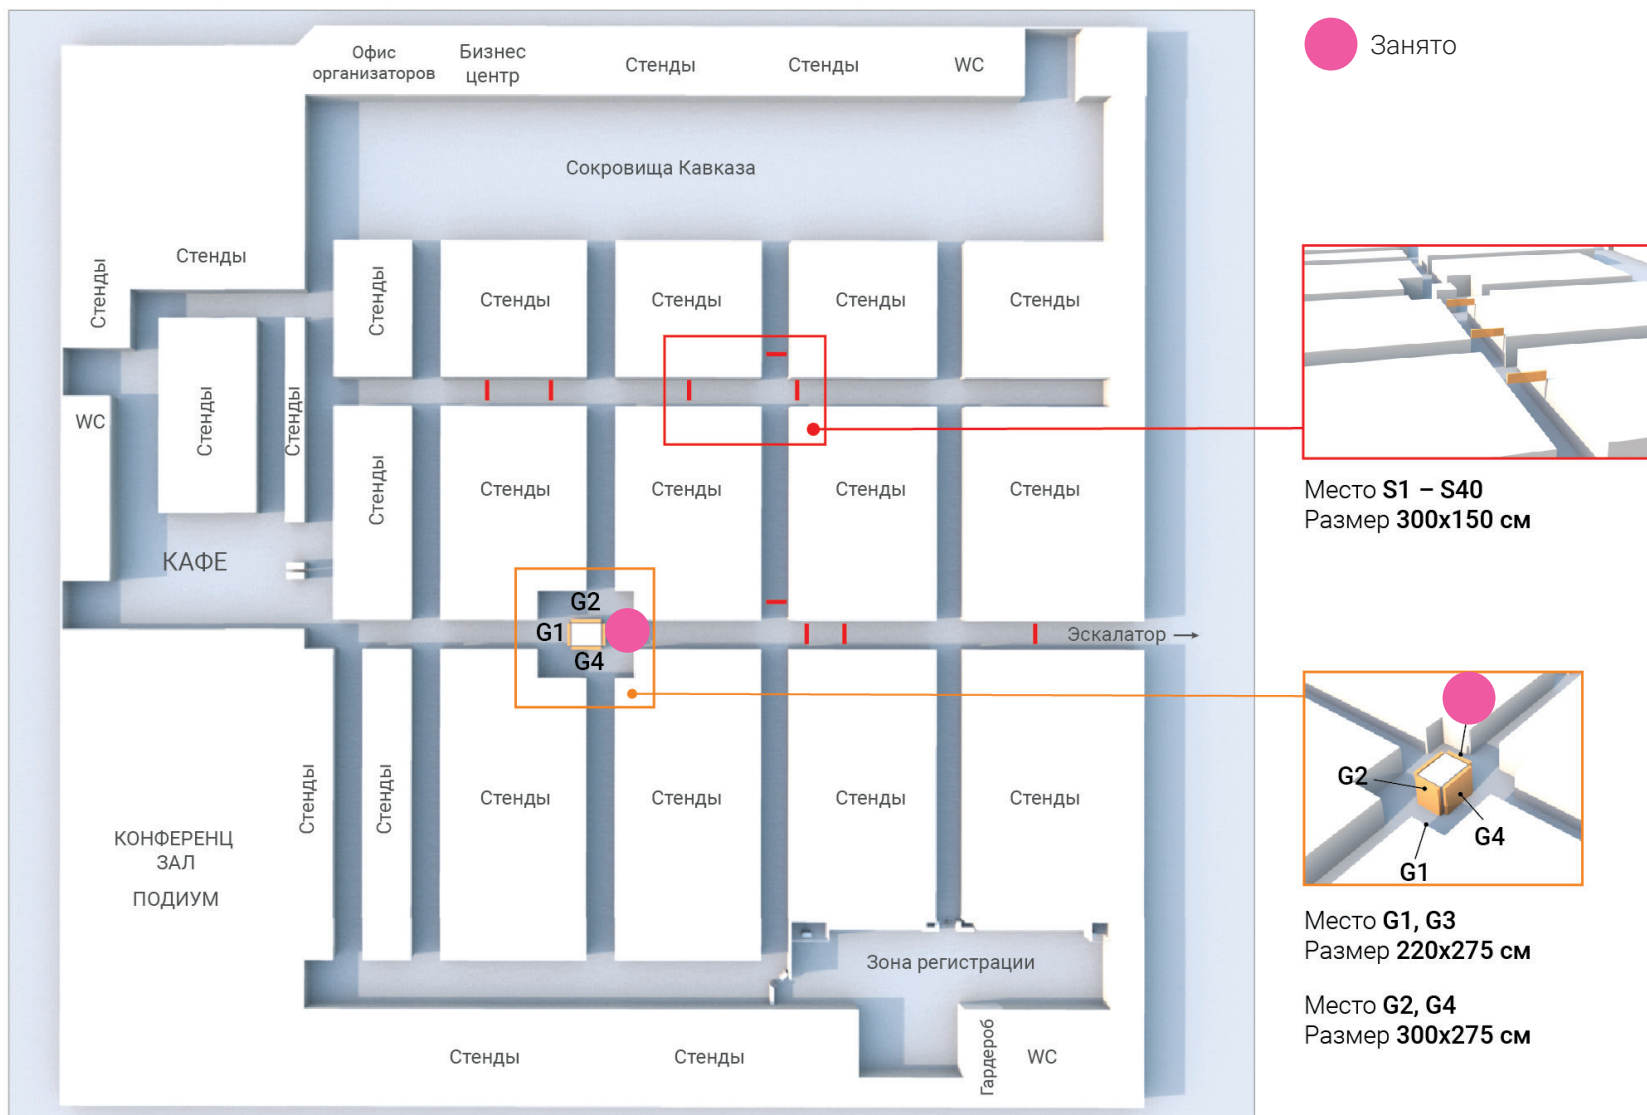 Офис
организаторов
Бизнес
центр
Стенды
Стенды
WC
Занято
Сокровища Кавказа
Стенды
Стенды
Стенды
Стенды
Стенды
Стенды
Стенды
Стенды
Стенды
WC
Стенды
Стенды
Стенды
Стенды
Стенды
Стенды
Место S1 – S40
Размер 300x150 см
КАФЕ
G2
G1
G4
Эскалатор
Стенды
Стенды
Стенды
Стенды
Стенды
Стенды
КОНФЕРЕНЦ
ЗАЛ
ПОДИУМ
G2
G4
G1
Место G1, G3
Размер 220x275 см
Зона регистрации
Место G2, G4
Размер 300x275 см
Стенды
Стенды
Гардероб
WC